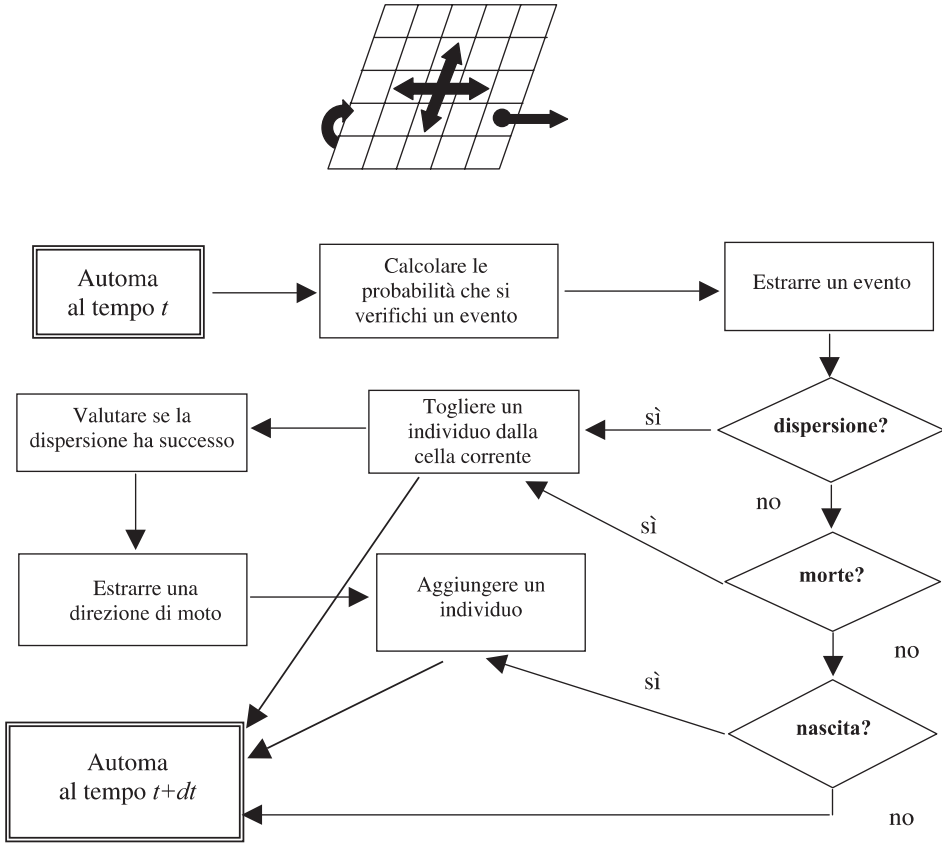 Automa
al tempo t
Calcolare le
probabilità che si
verifichi un evento
Estrarre un evento
Valutare se la
dispersione ha successo
Togliere un
individuo dalla
cella corrente
sì
dispersione?
no
sì
morte?
Estrarre una
direzione di moto
Aggiungere un
individuo
no
sì
nascita?
Automa
al tempo t+dt
no